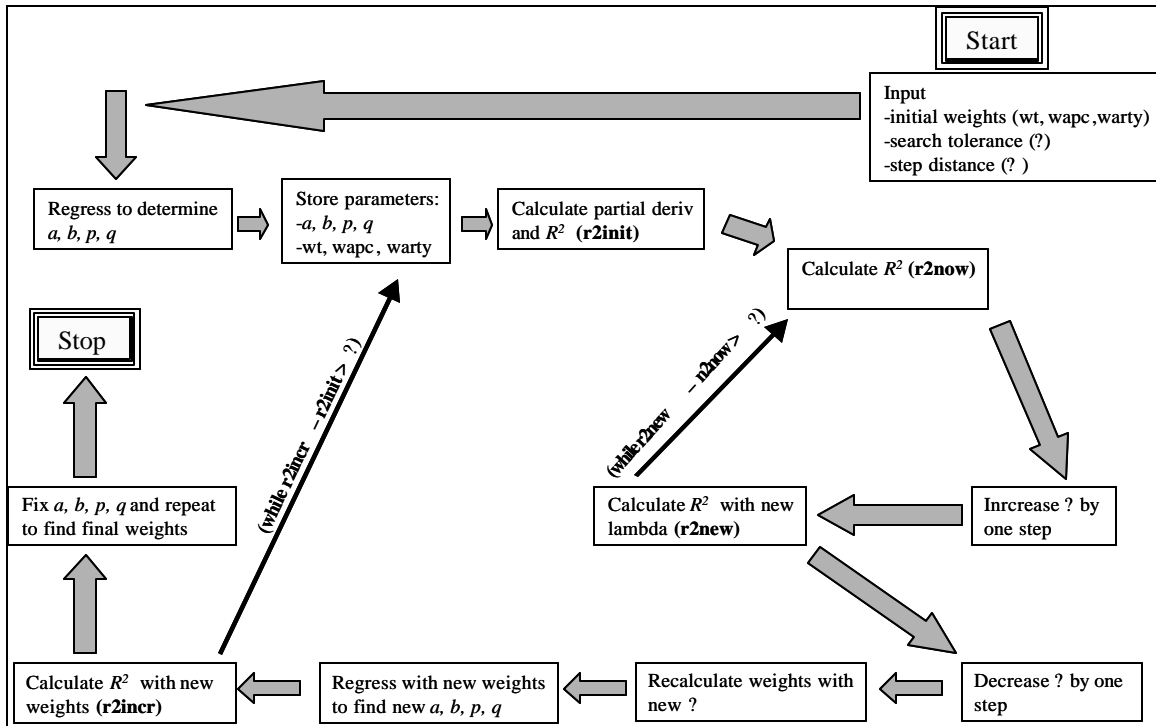 Start
Input
-initial weights (wt, wapc ,warty)
-search tolerance (?)
-step distance (? )
Regress to determine
a, b, p, q
Store parameters:
-a, b, p, q
-wt, wapc , warty
Calculate partial deriv
and R² (r2init)
Calculate R² (r2now)
Inrcrease ? by
one step
Calculate R² with new
lambda (r2new)
(while r2new – n2now> ?)
Decrease ? by one
step
Recalculate weights with
new ?
Regress with new weights
to find new a, b, p, q
Calculate R² with new
weights (r2incr)
(while r2incr – r2init> ?)
Fix a, b, p, q and repeat
to find final weights
Stop